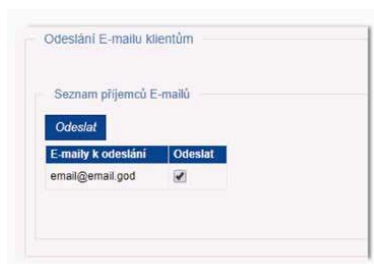 Odeslání E-mailu klientům
Seznam příjemců E-mailů
Odeslat
E-maily k odeslání Odeslat
email@email.god